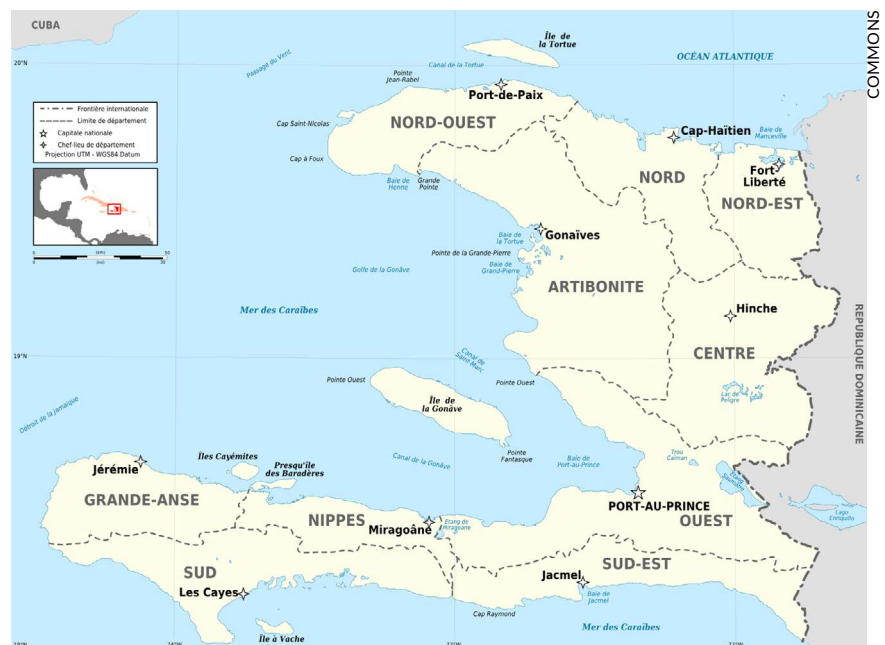 COMMONS
CUBA
Île de
la Tortue
OCÉAN ATLANTIQUE
Passage du Vent
Canal de la Tortue
20°N
Pointe
Jean-Rabel
Port-de-Paix
Frontière internationale
Limite de département
Capitale nationale
Chef-lieu de département
Projection UTM - WGS84 Datum
Cap Saint-Nicolas
NORD-OUEST
Cap-Haïtien
Baie de
Manceville
Cap à Foux
Baie de
Henne
Grande
Pointe
NORD
Fort-
Liberté
NORD-EST
Baie de
la Tortue
Gonaïves
Pointe de la Grande-Pierre
Baie de
Grand-Pierre
Golfe de la Gonâve
ARTIBONITE
Mer des Caraïbes
Hinche
CENTRE
REPUBLIQUE DOMINICAINE
19°N
Canal de
Saint-Marc
Pointe Ouest
Pointe Ouest
Île de
la Gonâve
Lac de
Peligre
Détroit de la Jamaïque
Pointe
Fantasque
Trou
Caïman
Îles Cayémites
Presqu'île
des Baradères
Canal de la Gonâve
Baie de
Port-au-Prince
Etang
Saumâtre
Jérémie
GRANDE-ANSE
NIPPES
Miragoâne
Etang de
Miragoane
PORT-AU-PRINCE
OUEST
Lago
Enriquillo
SUD
Les Cayes
Jacmel
SUD-EST
Baie de
Jacmel
Cap Raymond
Île à Vache
Mer des Caraïbes